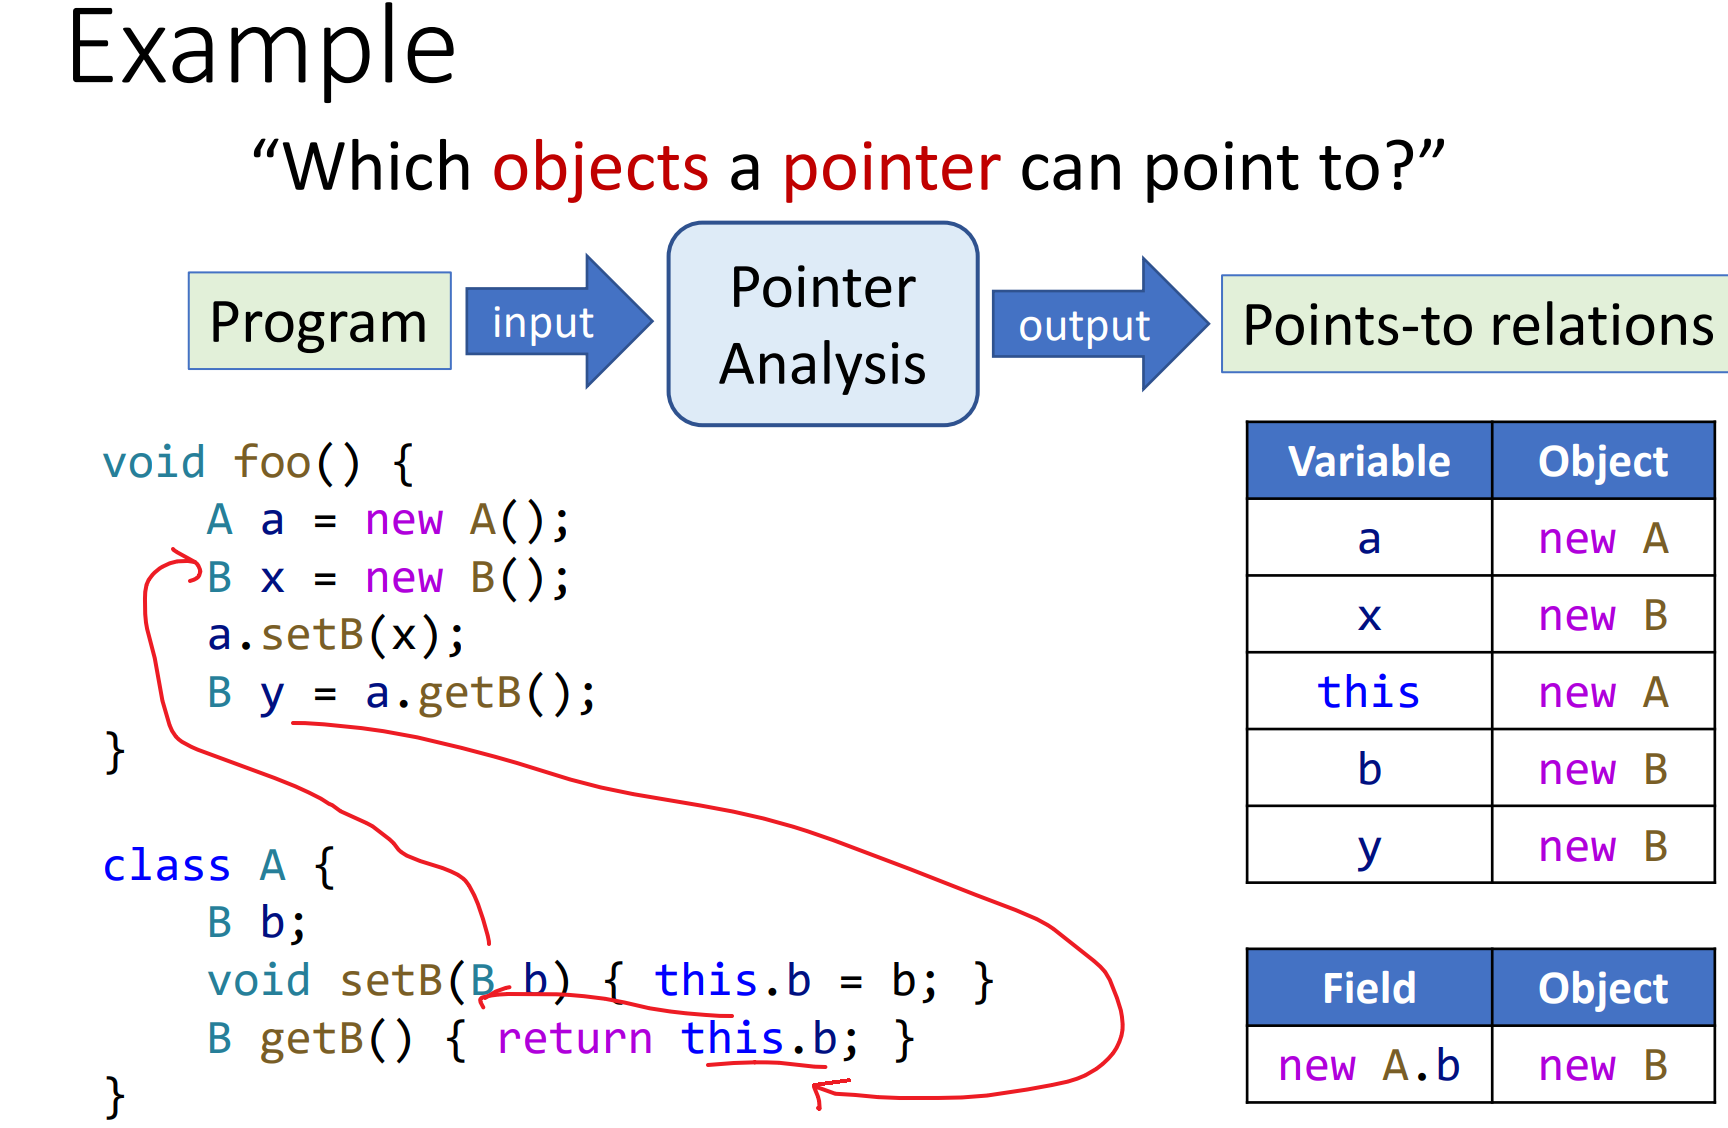 Example
“Which objects a pointer can point to?”
Program
input
Pointer
Analysis
output
Points-to relations
void foo() {
    A a = new A();
    B x = new B();
    a.setB(x);
    B y = a.getB();
}
class A {
    B b;
    void setB(B b) { this.b = b; }
    B getB() { return this.b; }
}
Variable Object
a new A
x new B
this new A
b new B
y new B
Field Object
new A.b new B